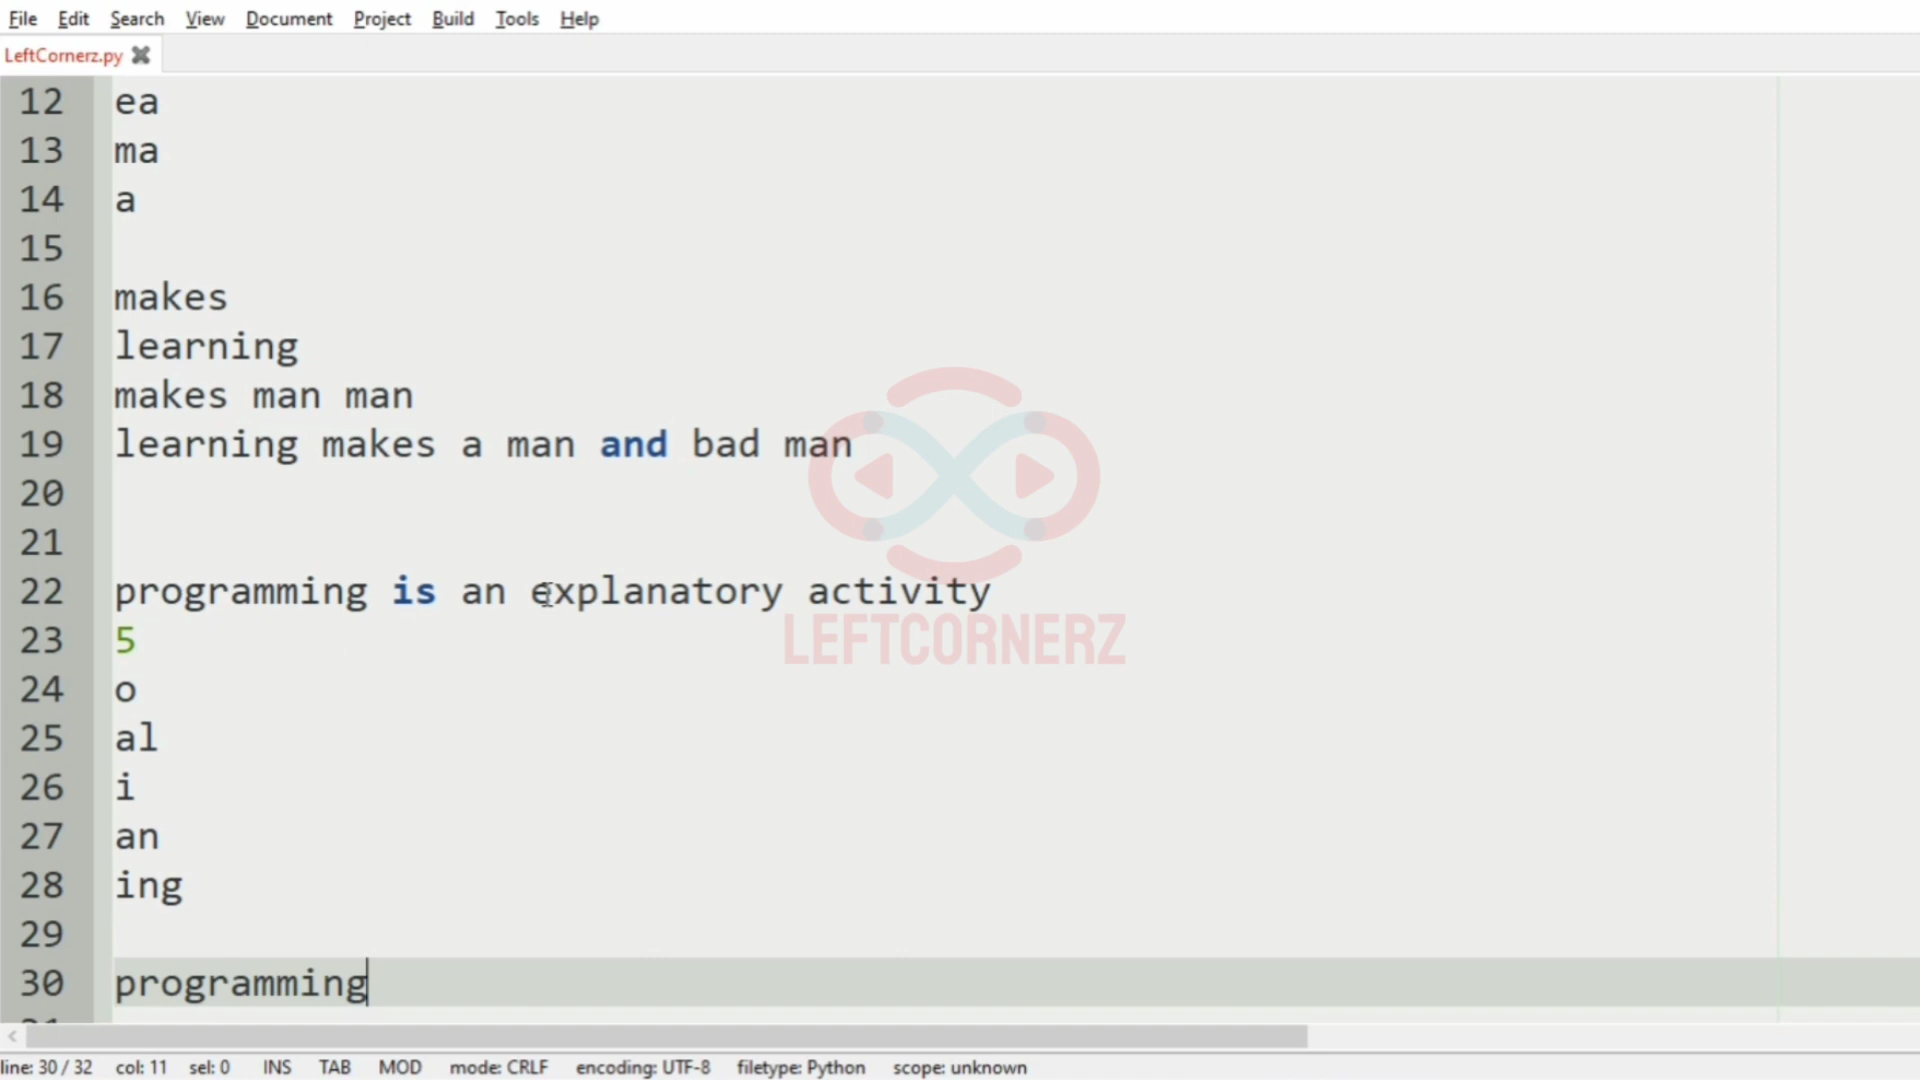 File Edit Search View Document Project Build Tools Help
LeftCornerz.py
12 ea
13 ma
14 a
15
16 makes
17 learning
18 makes man man
19 learning makes a man and bad man
20
21
22 programming is an explanatory activity
23 5
LEFTCORNERZ
24 o
25 al
26 i
27 an
28 ing
29
30 programming
line: 30 / 32 col: 11 sel: 0 INS TAB MOD mode: CRLF encoding: UTF-8 filetype: Python scope: unknown